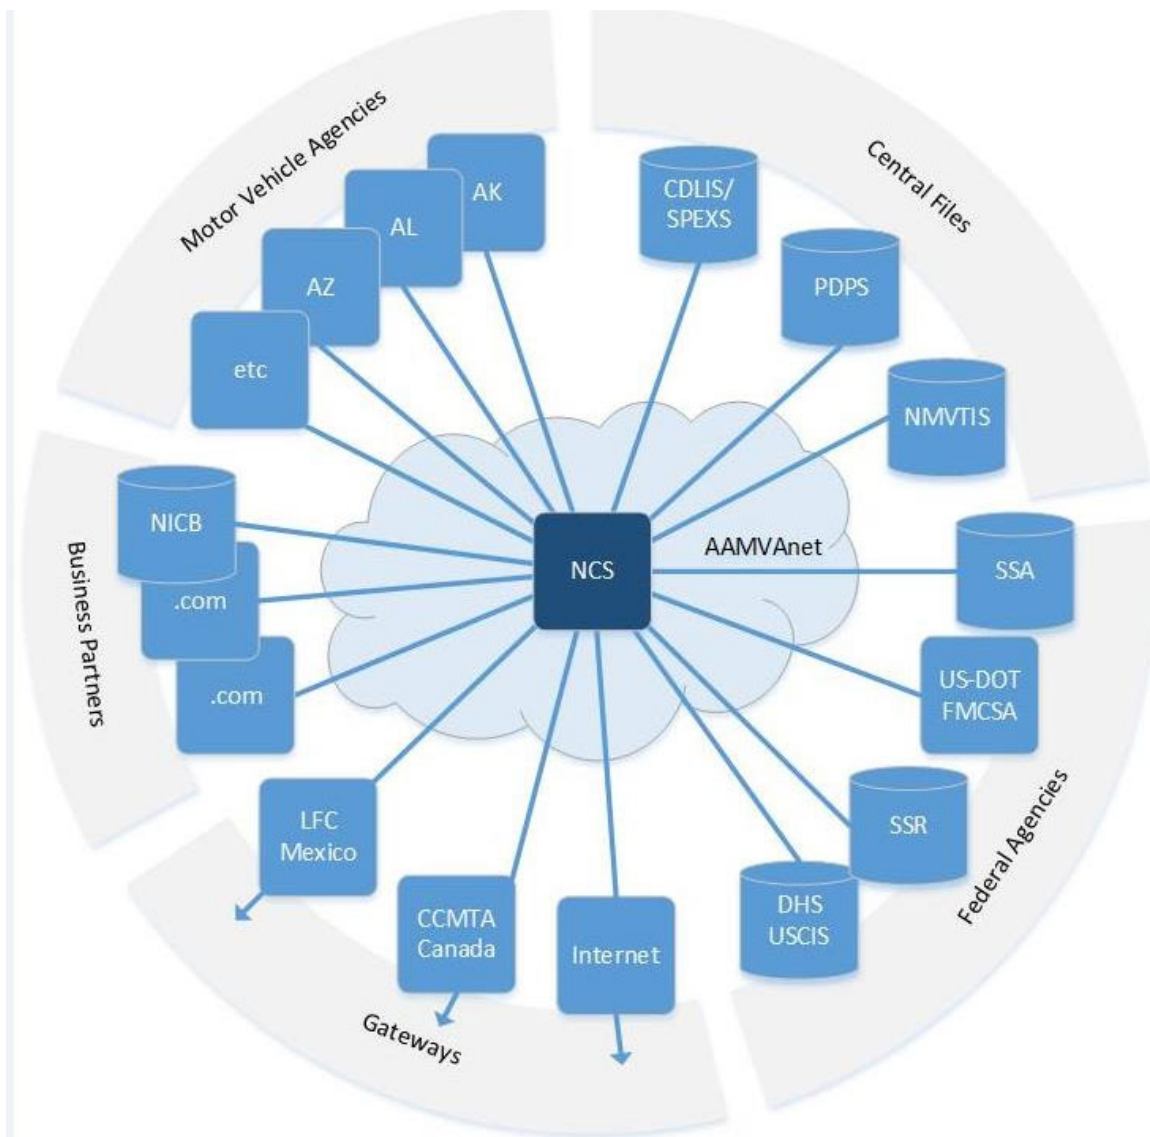 Motor Vehicle Agencies
AK
AL
AZ
etc
Central Files
CDLIS/
SPEXS
PDPS
NMVTIS
Business Partners
NICB
.com
.com
NCS
AAMVAnet
Federal Agencies
SSA
US-DOT
FMCSA
SSR
DHS
USCIS
Gateways
LFC
Mexico
CCMTA
Canada
Internet